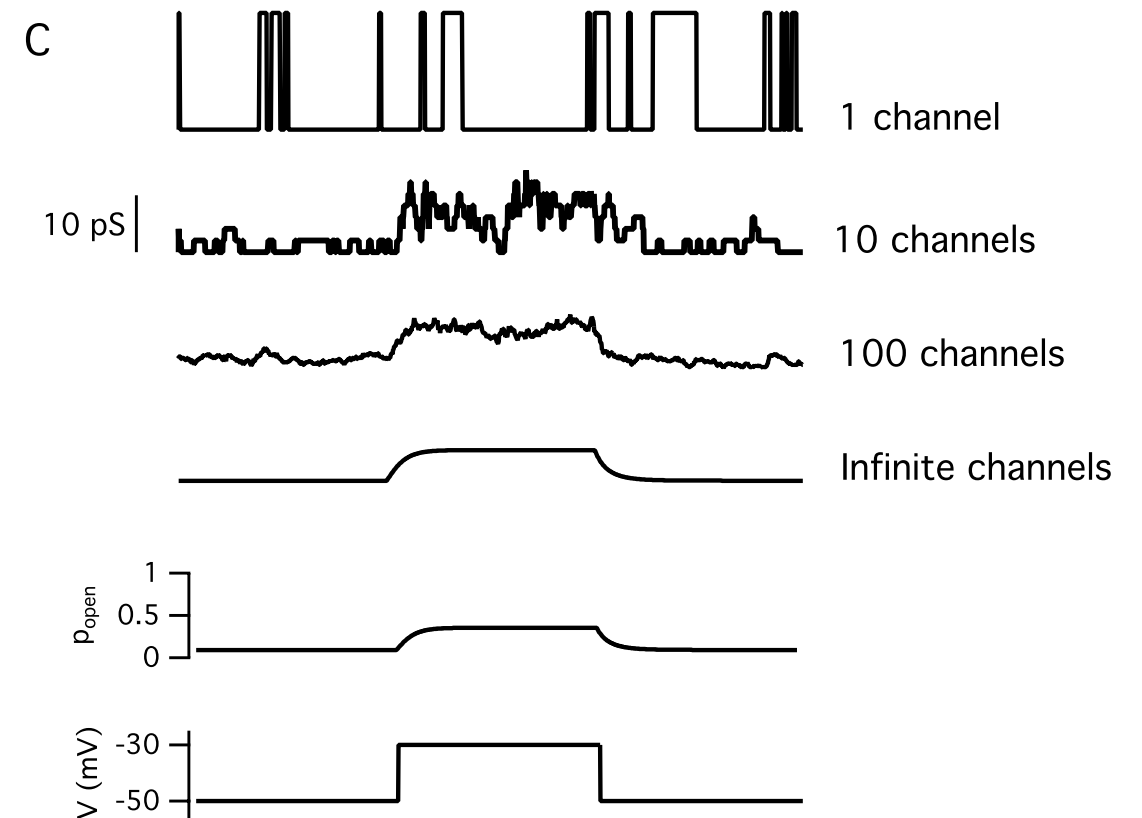 C
1 channel
10 pS
10 channels
100 channels
Infinite channels
popen
1
0.5
0
V (mV)
-30
-50